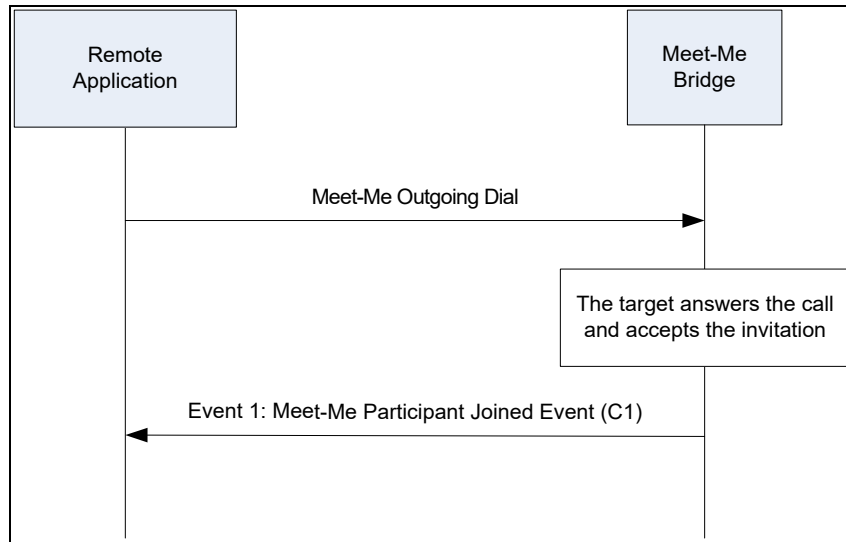 Remote
Application
Meet-Me
Bridge
Meet-Me Outgoing Dial
The target answers the call
and accepts the invitation
Event 1: Meet-Me Participant Joined Event (C1)